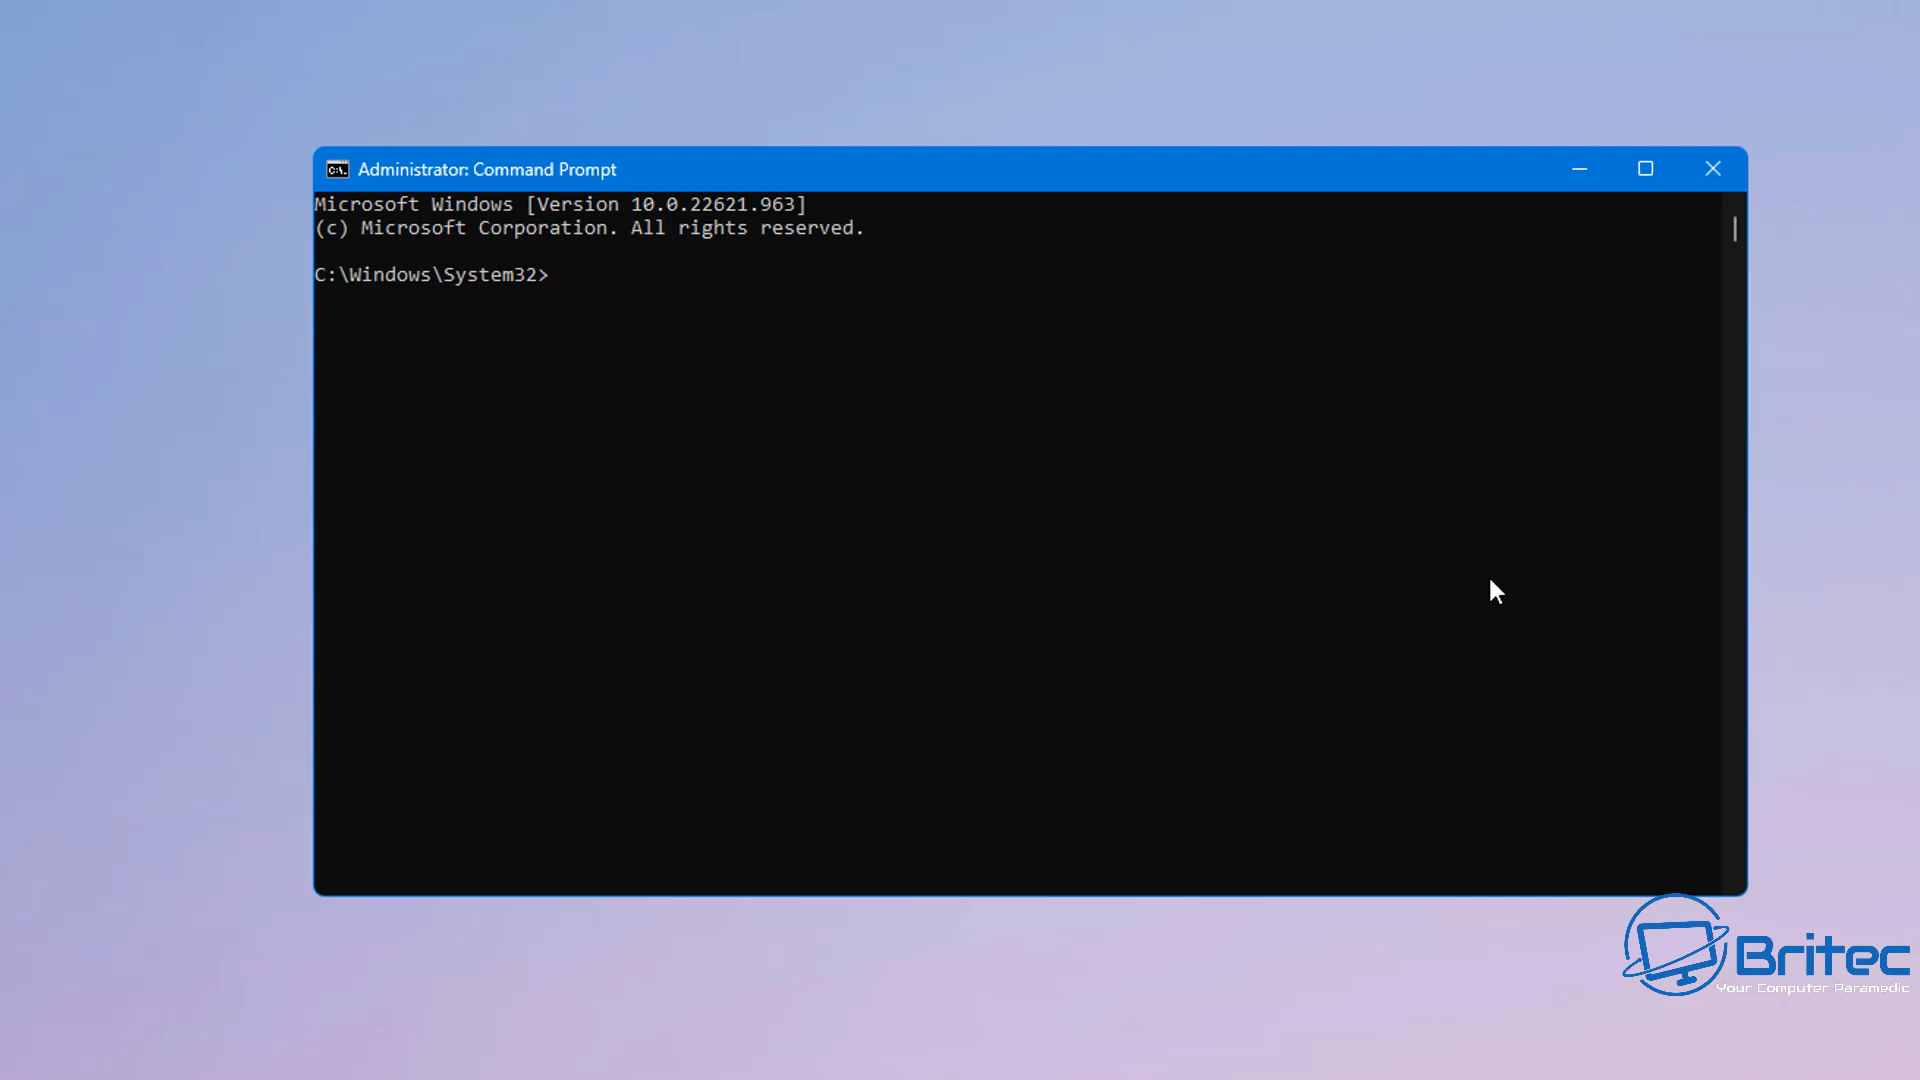 Administrator: Command Prompt
Microsoft Windows [Version 10.0.22621.963]
(c) Microsoft Corporation. All rights reserved.
C:\Windows\System32>
Britec
Your Computer Paramedic